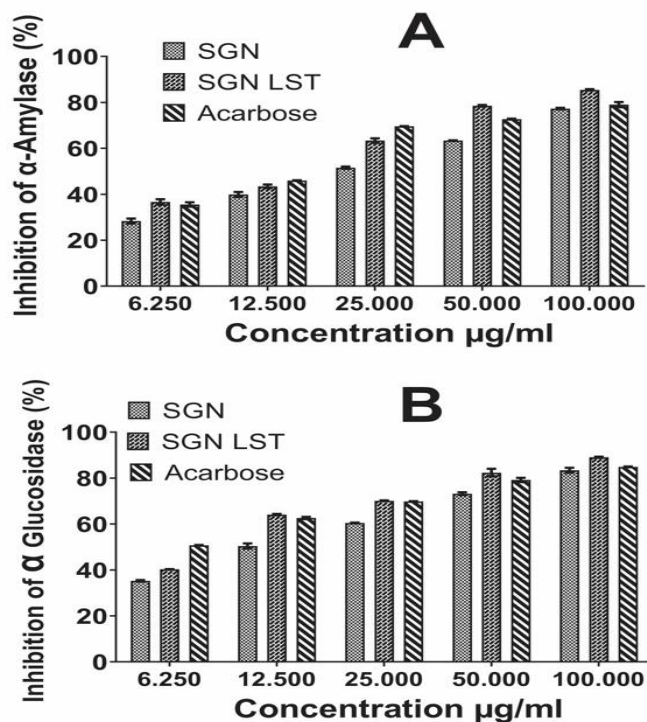 A
SGN
SGN LST
Acarbose
Inhibition of α-Amylase (%)
100
80
60
40
20
0
6.250 12.500 25.000 50.000 100.000
Concentration µg/ml
B
SGN
SGN LST
Acarbose
Inhibition of α Glucosidase (%)
100
80
60
40
20
0
6.250 12.500 25.000 50.000 100.000
Concentration µg/ml